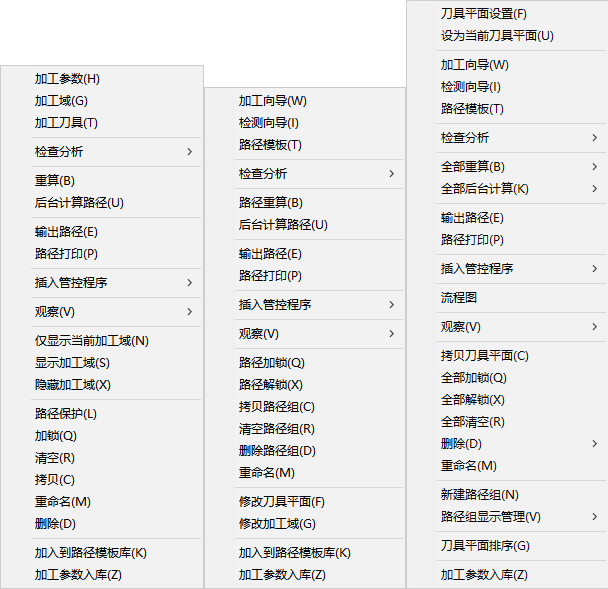 加工参数(H)
加工域(G)
加工刀具(T)
检查分析
重算(B)
后台计算路径(U)
输出路径(E)
路径打印(P)
插入管控程序
观察(V)
仅显示当前加工域(N)
显示加工域(S)
隐藏加工域(X)
路径保护(L)
加锁(Q)
清空(R)
拷贝(C)
重命名(M)
删除(D)
加入到路径模板库(K)
加工参数入库(Z)
加工向导(W)
检测向导(I)
路径模板(T)
检查分析
路径重算(B)
后台计算路径(U)
输出路径(E)
路径打印(P)
插入管控程序
观察(V)
路径加锁(Q)
路径解锁(X)
拷贝路径组(C)
清空路径组(R)
删除路径组(D)
重命名(M)
修改刀具平面(F)
修改加工域(G)
加入到路径模板库(K)
加工参数入库(Z)
刀具平面设置(F)
设为当前刀具平面(U)
加工向导(W)
检测向导(I)
路径模板(T)
检查分析
全部重算(B)
全部后台计算(K)
输出路径(E)
路径打印(P)
插入管控程序
流程图
观察(V)
拷贝刀具平面(C)
全部加锁(Q)
全部解锁(X)
全部清空(R)
删除(D)
重命名(M)
新建路径组(N)
路径组显示管理(V)
刀具平面排序(G)
加工参数入库(Z)